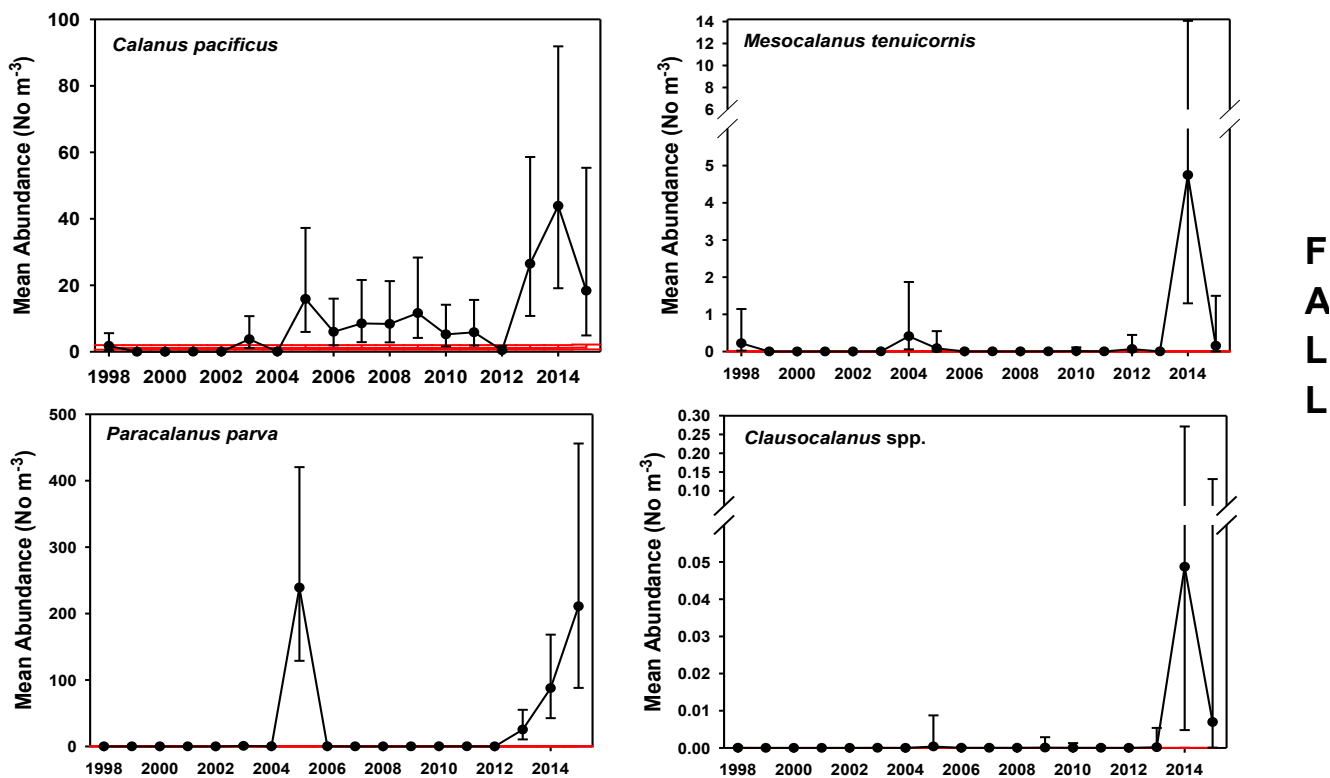 Calanus pacificus
Mean Abundance (No m-3)
100
80
60
40
20
0
1998 2000 2002 2004 2006 2008 2010 2012 2014
Mesocalanus tenuicornis
Mean Abundance (No m-3)
14
12
10
8
6
5
4
3
2
1
0
1998 2000 2002 2004 2006 2008 2010 2012 2014
Paracalanus parva
Mean Abundance (No m-3)
500
400
300
200
100
0
1998 2000 2002 2004 2006 2008 2010 2012 2014
Clausocalanus spp.
Mean Abundance (No m-3)
0.30
0.25
0.20
0.15
0.10
0.05
0.04
0.03
0.02
0.01
0.00
1998 2000 2002 2004 2006 2008 2010 2012 2014
F
A
L
L